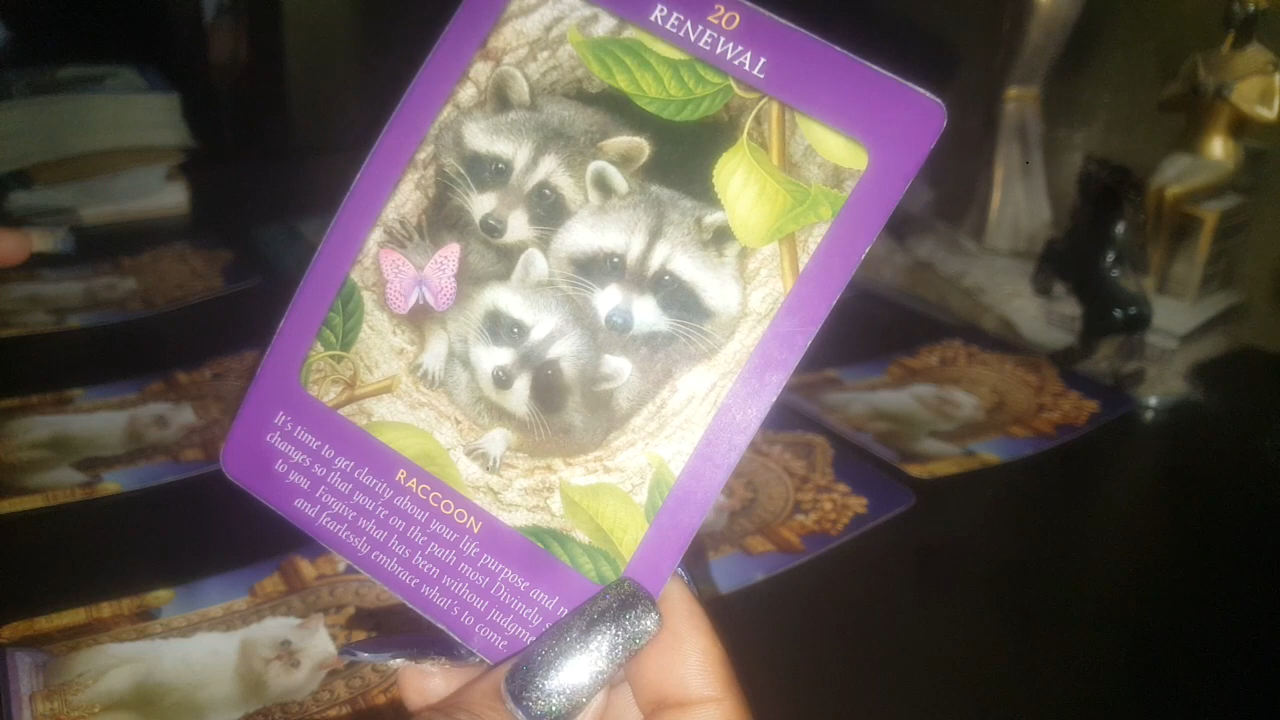 20
RENEWAL
RACCOON
It's time to get clarity about your life purpose and
changes so that you're on the path most Divinely
to you. Forgive what has been without
and fearlessly embrace what's to come.